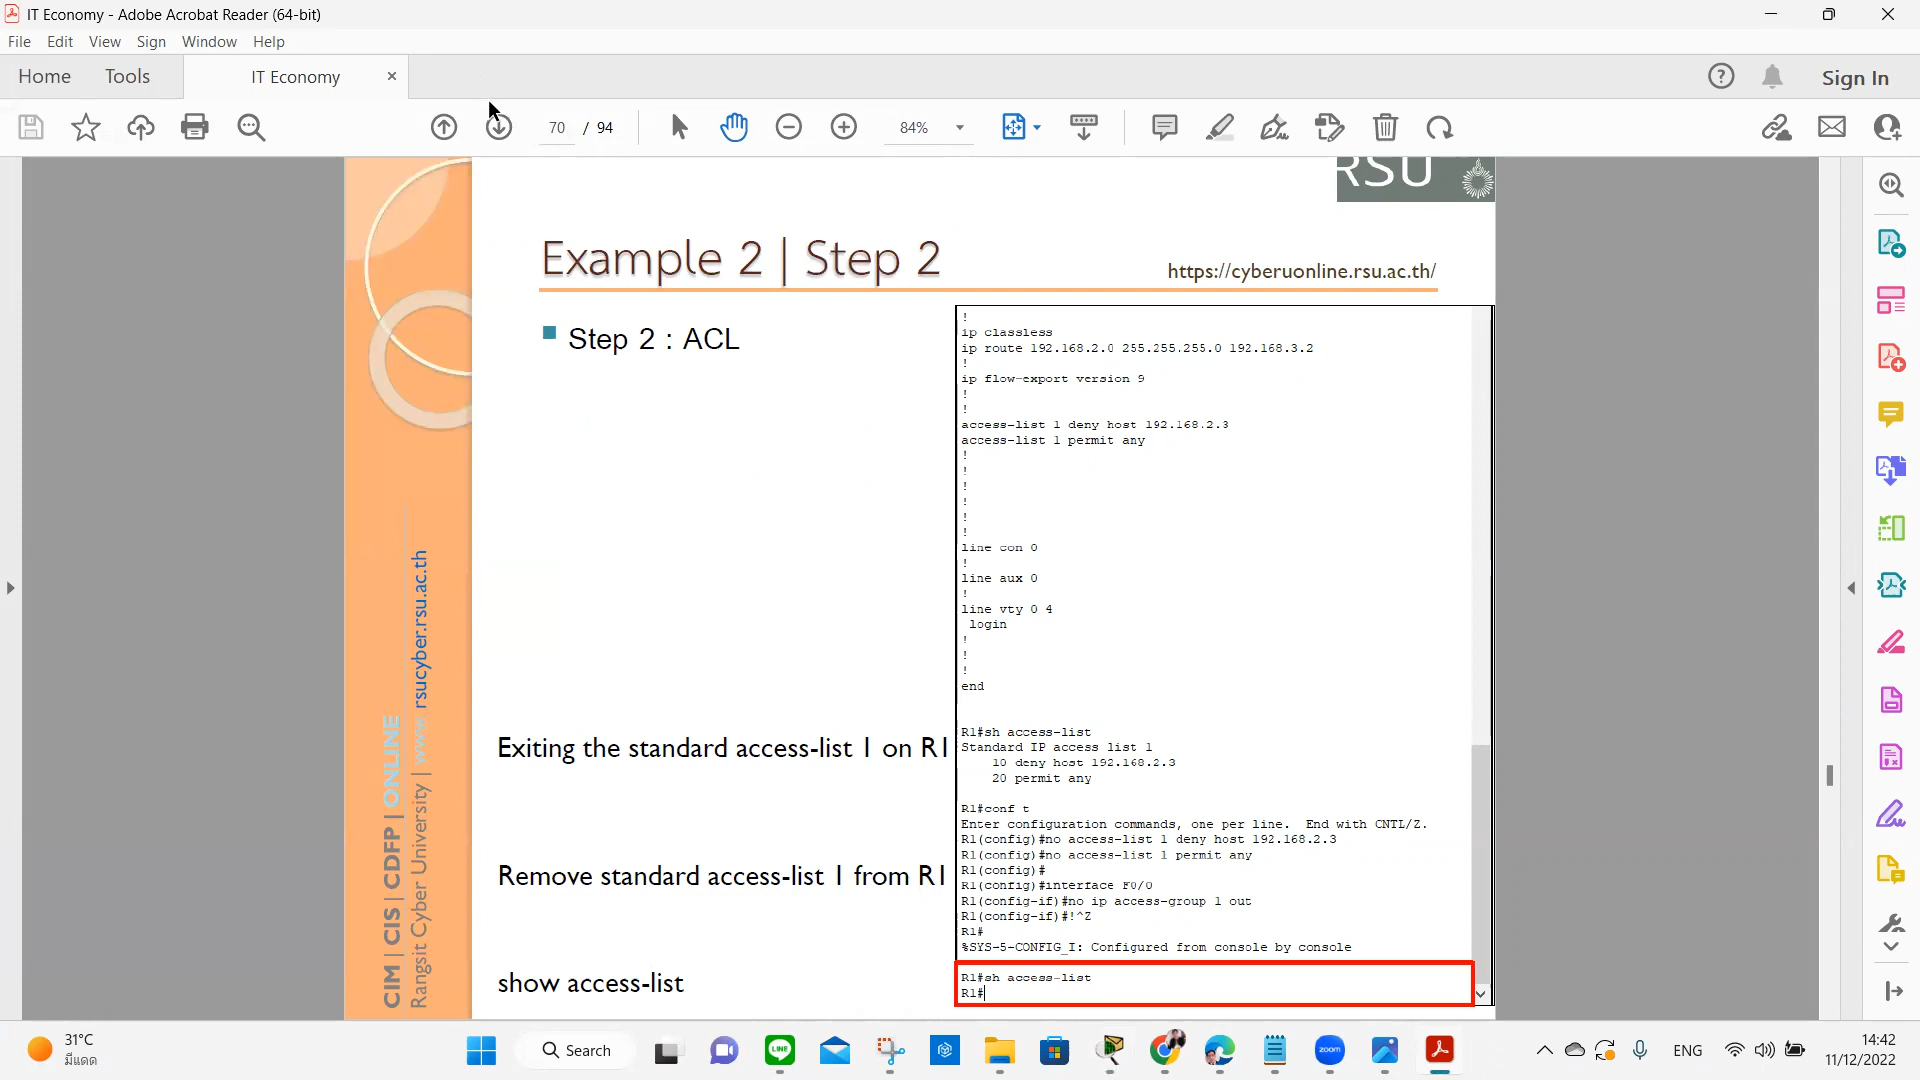 IT Economy - Adobe Acrobat Reader (64-bit)
File Edit View Sign Window Help
Home Tools IT Economy Sign In
70 / 94 84%
RSU
Example 2 | Step 2
https://cyberuonline.rsu.ac.th/
Step 2 : ACL
!
ip classless
ip route 192.168.2.0 255.255.255.0 192.168.3.2
!
ip flow-export version 9
!
!
access-list 1 deny host 192.168.2.3
access-list 1 permit any
!
!
!
!
!
!
line con 0
!
line aux 0
!
line vty 0 4
login
!
!
!
end
Exiting the standard access-list 1 on R1
R1#sh access-list
Standard IP access list 1
10 deny host 192.168.2.3
20 permit any
R1#conf t
Enter configuration commands, one per line. End with CNTL/Z.
R1(config)#no access-list 1 deny host 192.168.2.3
R1(config)#no access-list 1 permit any
R1(config)#
R1(config)#interface F0/0
R1(config-if)#no ip access-group 1 out
R1(config-if)#!^Z
R1#
%SYS-5-CONFIG_I: Configured from console by console
Remove standard access-list 1 from R1
show access-list
R1#sh access-list
R1#
CIM | CIS | CDFP | ONLINE
Rangsit Cyber University | www.rsucyber.rsu.ac.th
31°C
มีแดด
Search
LINE
zoom
ENG
14:42
11/12/2022